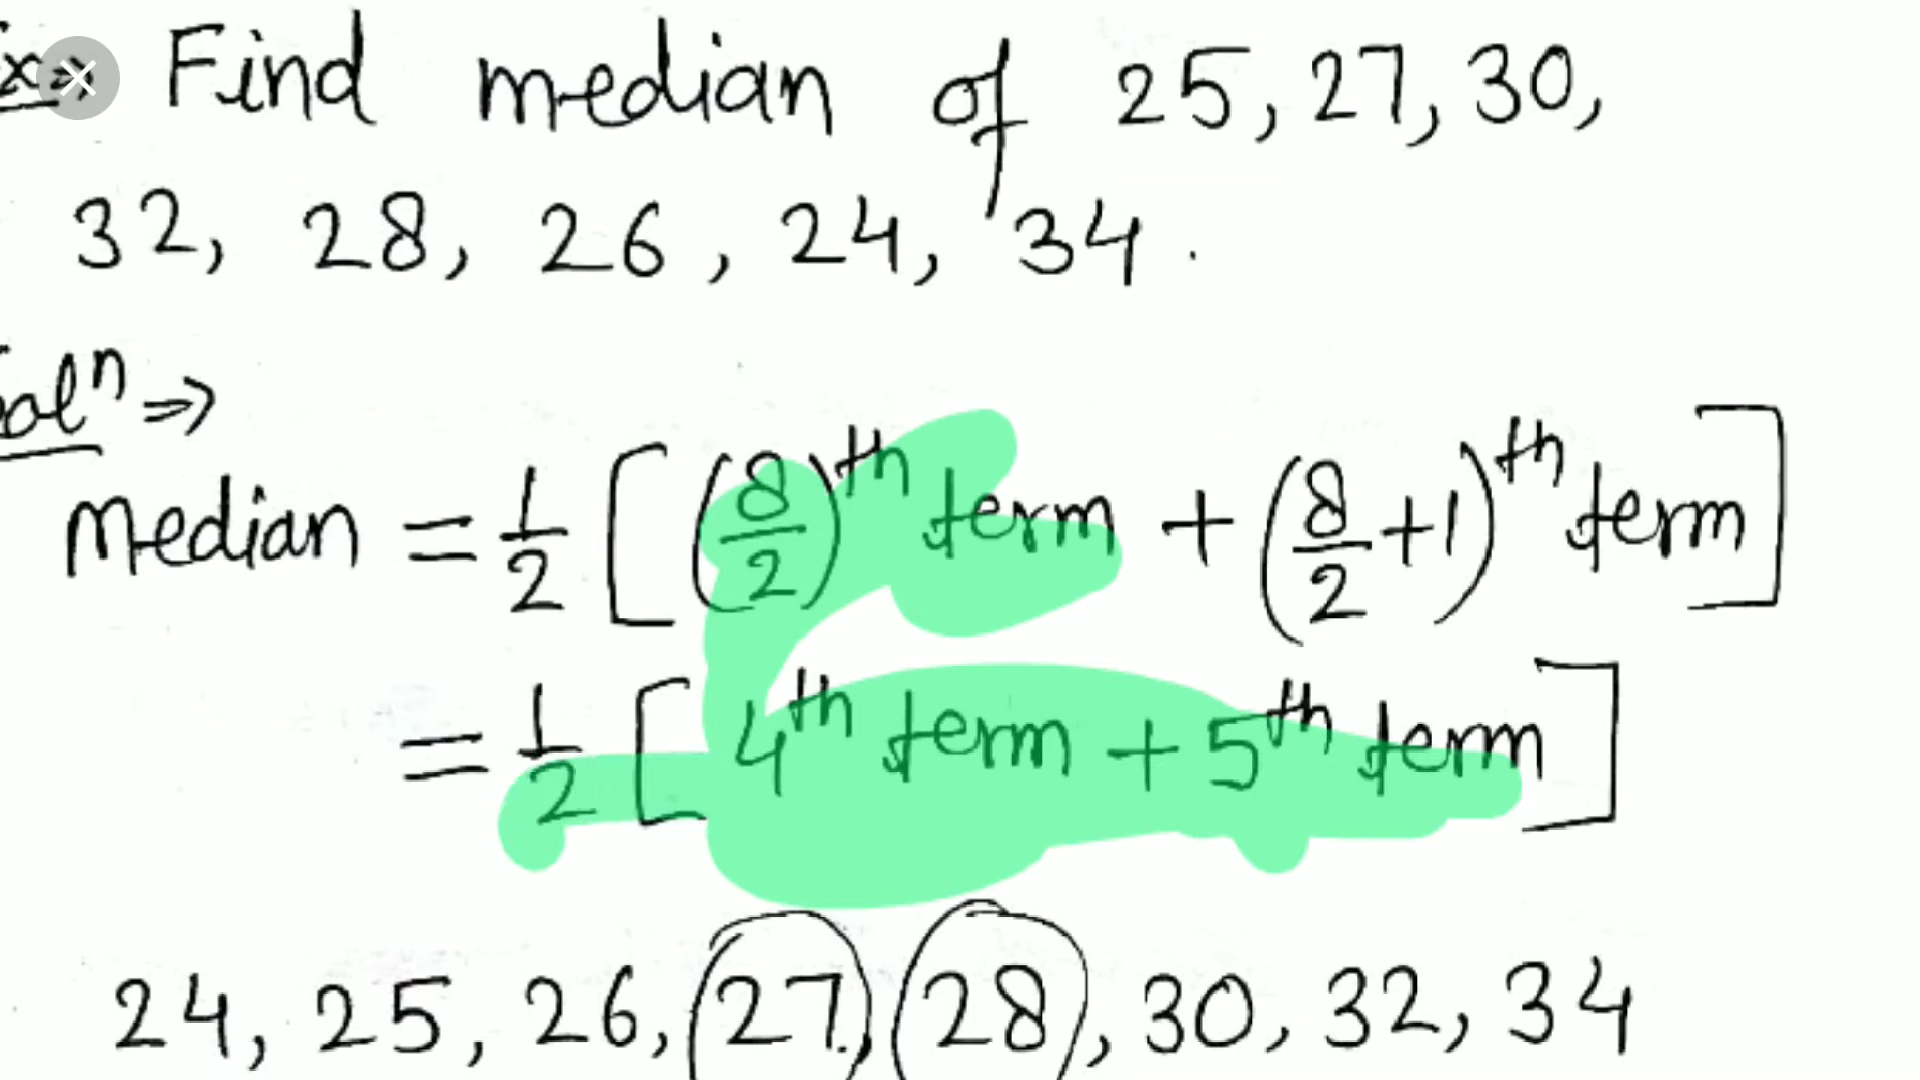 Find median of 25, 27, 30,
32, 28, 26, 24, 34.
Solⁿ ⇒
Median = 1/2 [(8/2)ᵗʰ term + (8/2 + 1)ᵗʰ term]
= 1/2 [4ᵗʰ term + 5ᵗʰ term]
24, 25, 26, 27, 28, 30, 32, 34